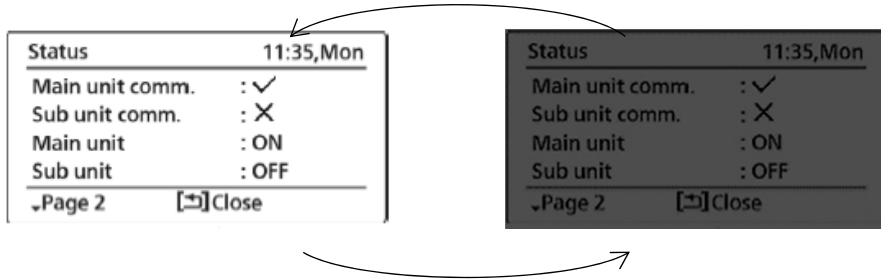 Status 11:35,Mon
Main unit comm. : ✓
Sub unit comm. : ✕
Main unit : ON
Sub unit : OFF
Page 2 [⮌]Close
Status 11:35,Mon
Main unit comm. : ✓
Sub unit comm. : ✕
Main unit : ON
Sub unit : OFF
Page 2 [⮌]Close